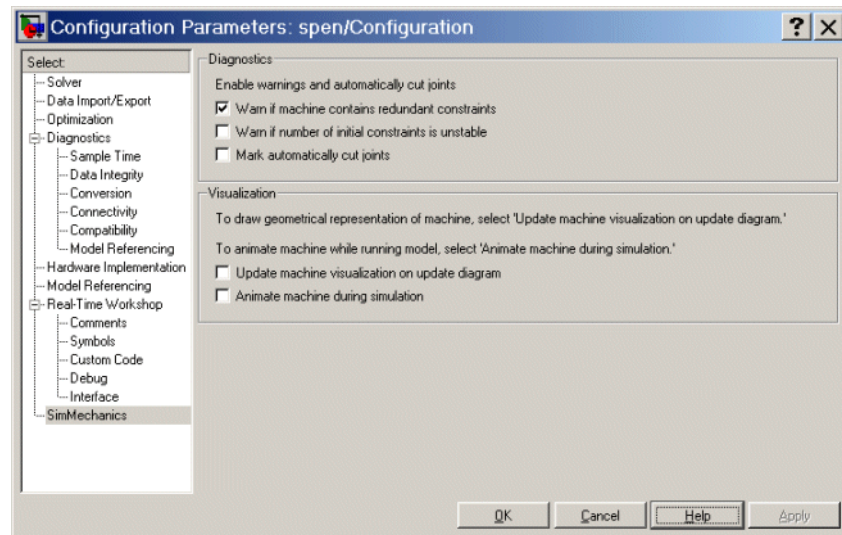 Configuration Parameters: spen/Configuration
Select:
Solver
Data Import/Export
Optimization
Diagnostics
Sample Time
Data Integrity
Conversion
Connectivity
Compatibility
Model Referencing
Hardware Implementation
Model Referencing
Real-Time Workshop
Comments
Symbols
Custom Code
Debug
Interface
SimMechanics
Diagnostics
Enable warnings and automatically cut joints
Warn if machine contains redundant constraints
Warn if number of initial constraints is unstable
Mark automatically cut joints
Visualization
To draw geometrical representation of machine, select 'Update machine visualization on update diagram.'
To animate machine while running model, select 'Animate machine during simulation.'
Update machine visualization on update diagram
Animate machine during simulation
OK Cancel Help Apply